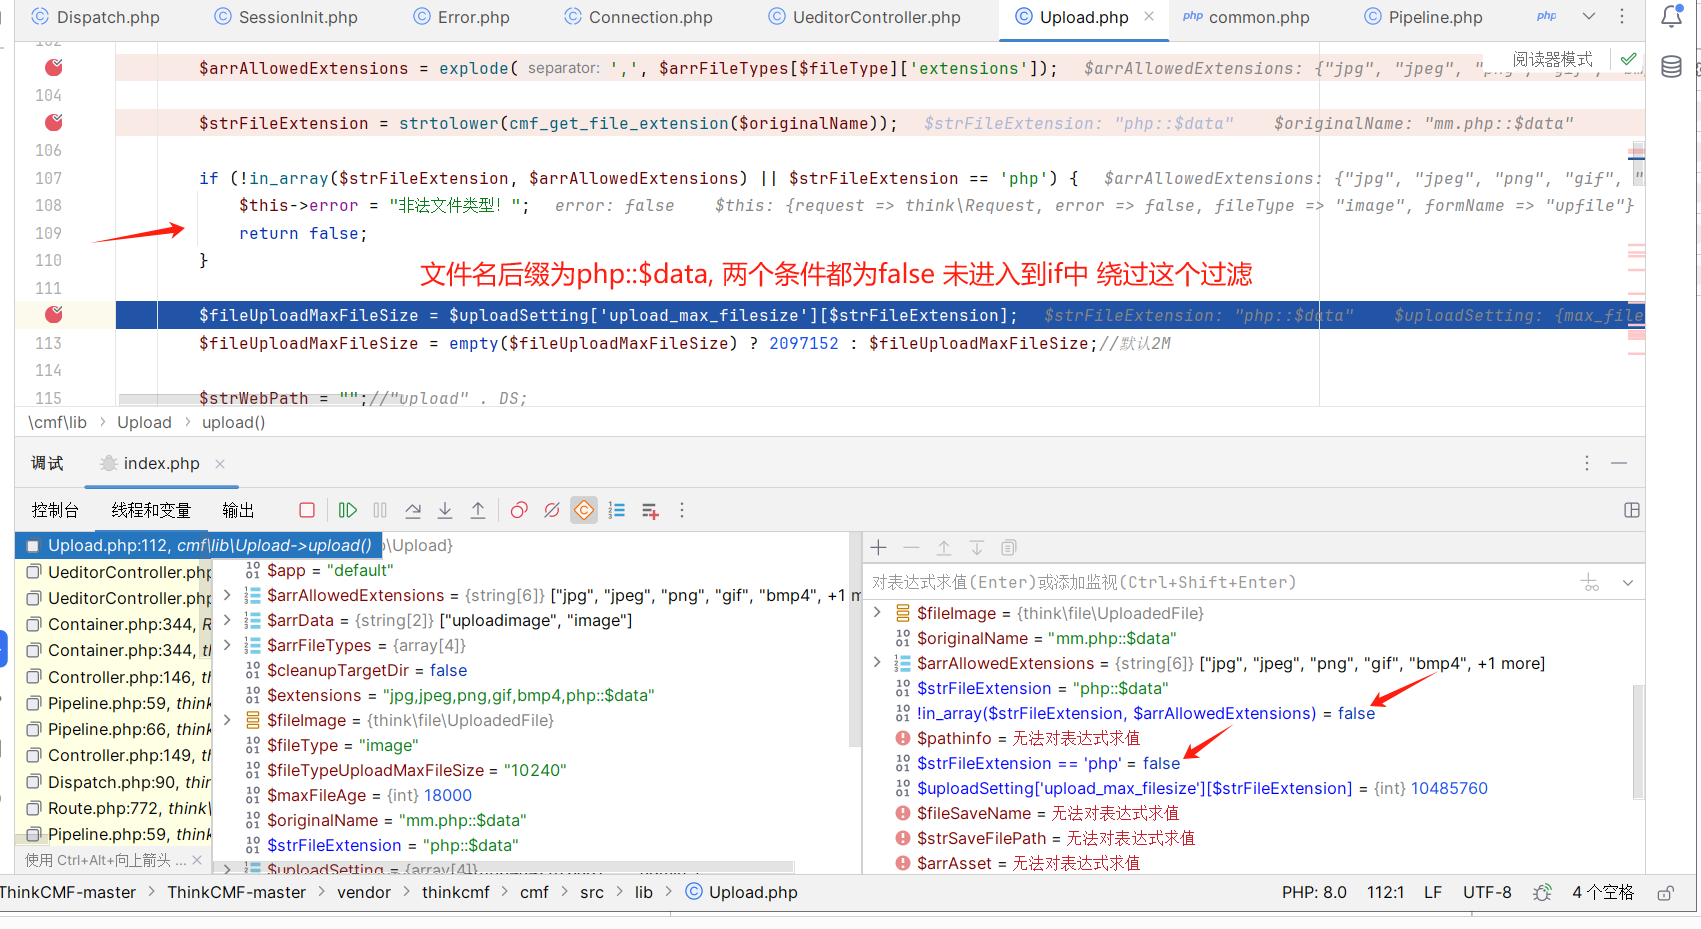 Dispatch.php SessionInit.php Error.php Connection.php UeditorController.php Upload.php × php common.php Pipeline.php php
阅读器模式
$arrAllowedExtensions = explode( separator: ',', $arrFileTypes[$fileType]['extensions']); $arrAllowedExtensions: {"jpg", "jpeg", "png", "gif", "bmp
104
$strFileExtension = strtolower(cmf_get_file_extension($originalName)); $strFileExtension: "php::$data" $originalName: "mm.php::$data"
106
107 if (!in_array($strFileExtension, $arrAllowedExtensions) || $strFileExtension == 'php') { $arrAllowedExtensions: {"jpg", "jpeg", "png", "gif", "
108 $this->error = "非法文件类型! "; error: false $this: {request => think\Request, error => false, fileType => "image", formName => "upfile"}
109 return false;
110 }
文件名后缀为php::$data, 两个条件都为false 未进入到if中 绕过这个过滤
111
$fileUploadMaxFileSize = $uploadSetting['upload_max_filesize'][$strFileExtension]; $strFileExtension: "php::$data" $uploadSetting: {max_file
113 $fileUploadMaxFileSize = empty($fileUploadMaxFileSize) ? 2097152 : $fileUploadMaxFileSize;//默认2M
114
115 $strWebPath = "";//"upload" . DS;
\cmf\lib > Upload > upload()
调试 index.php ×
控制台 线程和变量 输出
Upload.php:112, cmf\lib\Upload->upload()
UeditorController.php
UeditorController.php
Container.php:344, R
Container.php:344, th
Controller.php:146, th
Pipeline.php:59, think
Pipeline.php:66, think
Controller.php:149, th
Dispatch.php:90, thin
Route.php:772, think\
Pipeline.php:59, think
使用 Ctrl+Alt+向上箭头 ... ×
\Upload}
$app = "default"
$arrAllowedExtensions = {string[6]} ["jpg", "jpeg", "png", "gif", "bmp4", +1 m
$arrData = {string[2]} ["uploadimage", "image"]
$arrFileTypes = {array[4]}
$cleanupTargetDir = false
$extensions = "jpg,jpeg,png,gif,bmp4,php::$data"
$fileImage = {think\file\UploadedFile}
$fileType = "image"
$fileTypeUploadMaxFileSize = "10240"
$maxFileAge = {int} 18000
$originalName = "mm.php::$data"
$strFileExtension = "php::$data"
$uploadSetting = {array[4]}
对表达式求值(Enter)或添加监视(Ctrl+Shift+Enter)
$fileImage = {think\file\UploadedFile}
$originalName = "mm.php::$data"
$arrAllowedExtensions = {string[6]} ["jpg", "jpeg", "png", "gif", "bmp4", +1 more]
$strFileExtension = "php::$data"
!in_array($strFileExtension, $arrAllowedExtensions) = false
$pathinfo = 无法对表达式求值
$strFileExtension == 'php' = false
$uploadSetting['upload_max_filesize'][$strFileExtension] = {int} 10485760
$fileSaveName = 无法对表达式求值
$strSaveFilePath = 无法对表达式求值
$arrAsset = 无法对表达式求值
ThinkCMF-master > ThinkCMF-master > vendor > thinkcmf > cmf > src > lib > Upload.php PHP: 8.0 112:1 LF UTF-8 4 个空格